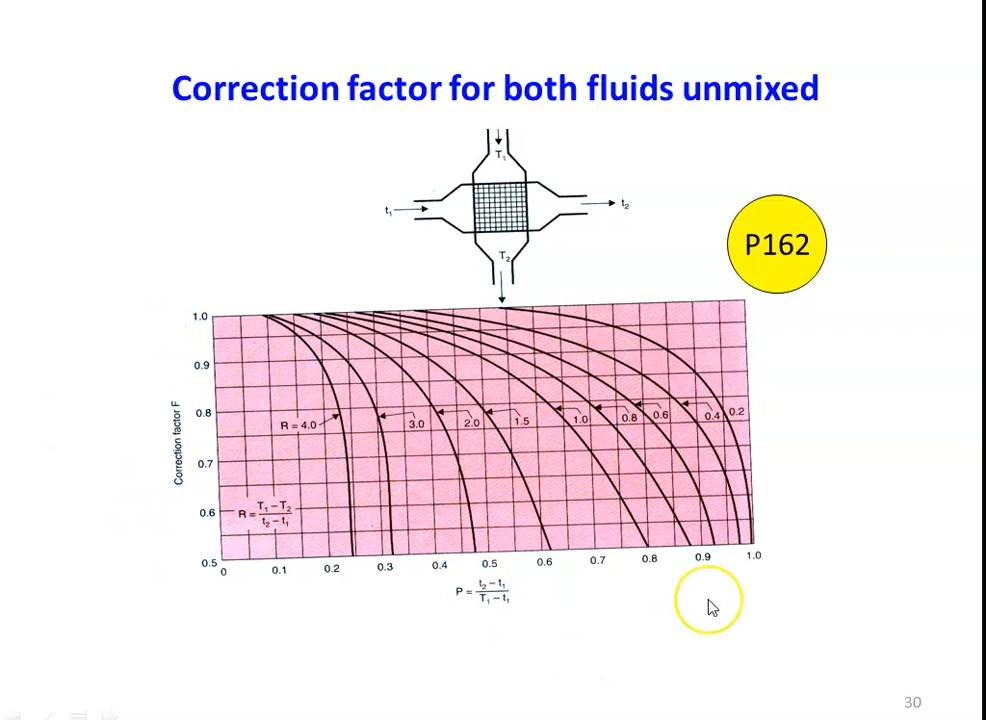 Correction factor for both fluids unmixed
T₁
t₁
t₂
T₂
P162
Correction factor F
1.0
0.9
0.8
0.7
0.6
0.5
R = 4.0
3.0
2.0
1.5
1.0
0.8
0.6
0.4
0.2
R = T₁ – T₂
t₂ – t₁
0
0.1
0.2
0.3
0.4
0.5
0.6
0.7
0.8
0.9
1.0
P = t₂ – t₁
T₁ – t₁
30